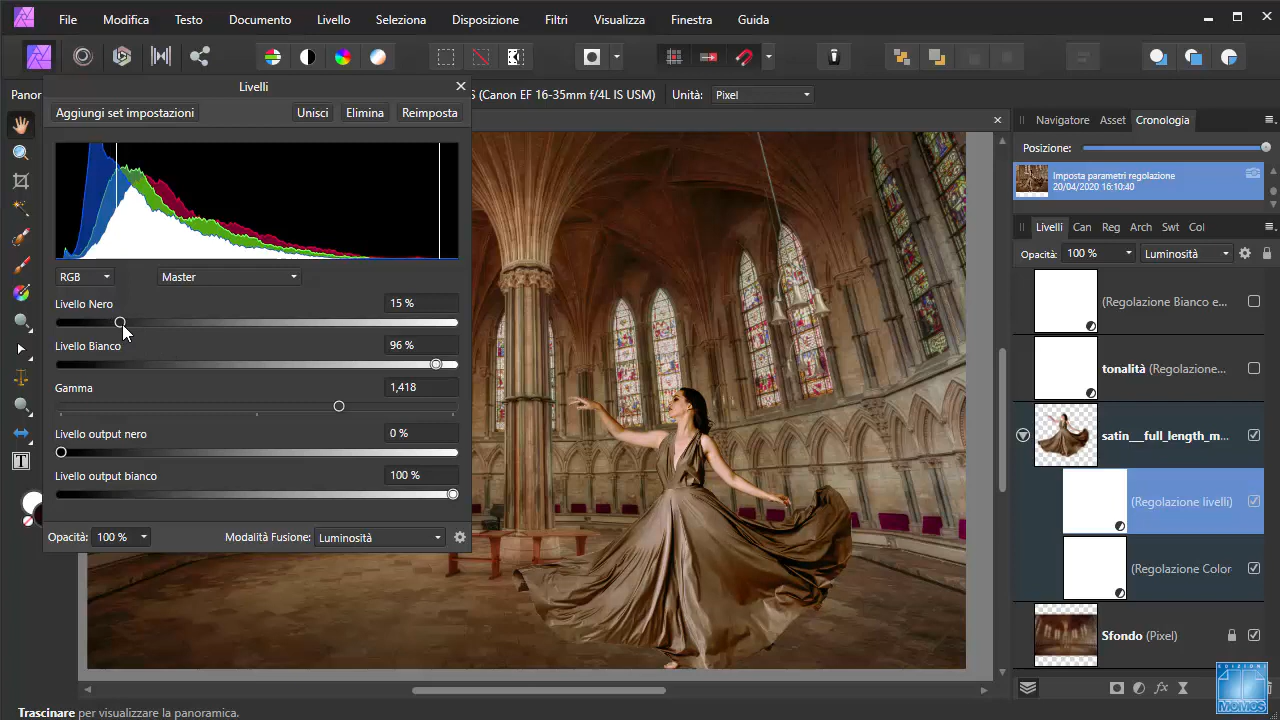 File Modifica Testo Documento Livello Seleziona Disposizione Filtri Visualizza Finestra Guida
Livelli
Panor
S (Canon EF 16-35mm f/4L IS USM) Unità: Pixel
Aggiungi set impostazioni Unisci Elimina Reimposta
Navigatore Asset Cronologia
Posizione:
Imposta parametri regolazione
20/04/2020 16:10:40
Livelli Can Reg Arch Swt Col
Opacità: 100 % Luminosità
RGB Master
Livello Nero 15 %
Livello Bianco 96 %
Gamma 1,418
Livello output nero 0 %
Livello output bianco 100 %
Opacità: 100 % Modalità Fusione: Luminosità
(Regolazione Bianco e...
tonalità (Regolazione...
satin__full_length_m...
(Regolazione livelli)
(Regolazione Color
Sfondo (Pixel)
EDIZIONI
MOMOS
Trascinare per visualizzare la panoramica.